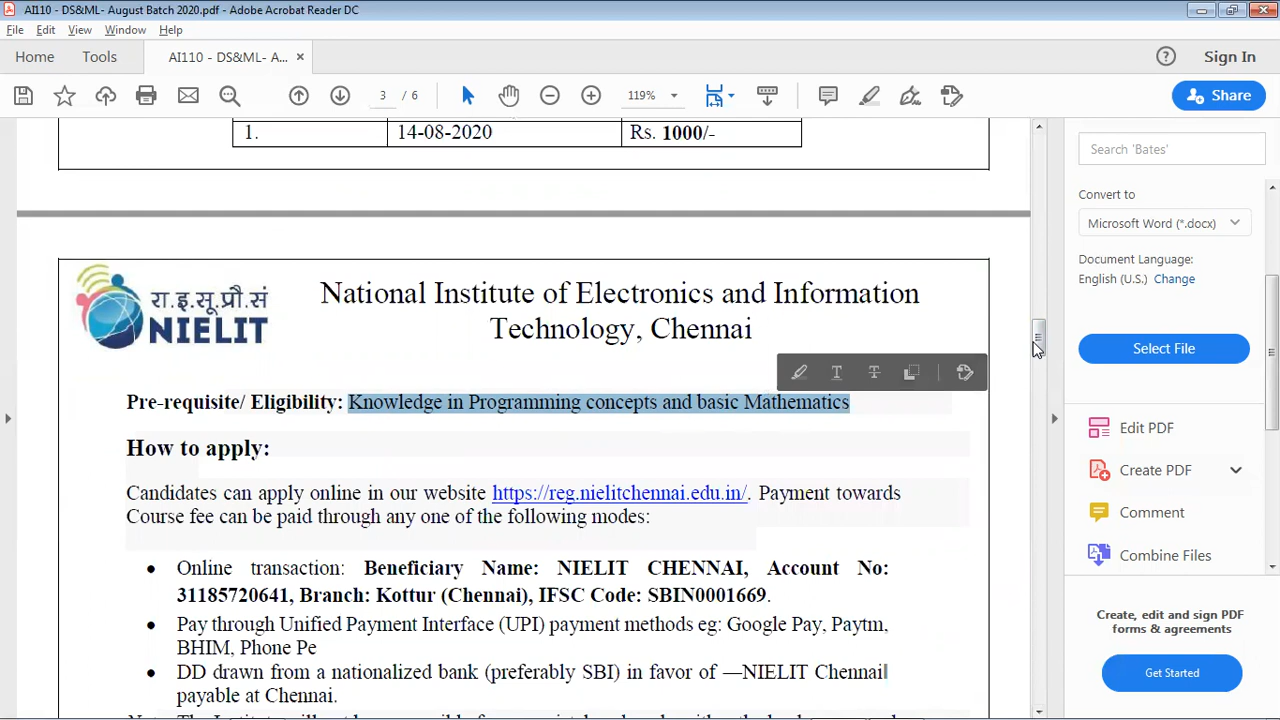 AI110 - DS&ML- August Batch 2020.pdf - Adobe Acrobat Reader DC
File Edit View Window Help
Home Tools AI110 - DS&ML- A... × Sign In
3 / 6 119% Share
1. 14-08-2020 Rs. 1000/-
रा.इ.सू.प्रौ.सं
NIELIT
National Institute of Electronics and Information
Technology, Chennai
Pre-requisite/ Eligibility: Knowledge in Programming concepts and basic Mathematics
How to apply:
Candidates can apply online in our website https://reg.nielitchennai.edu.in/. Payment towards
Course fee can be paid through any one of the following modes:
• Online transaction: Beneficiary Name: NIELIT CHENNAI, Account No:
31185720641, Branch: Kottur (Chennai), IFSC Code: SBIN0001669.
• Pay through Unified Payment Interface (UPI) payment methods eg: Google Pay, Paytm,
BHIM, Phone Pe
• DD drawn from a nationalized bank (preferably SBI) in favor of —NIELIT Chennai‖
payable at Chennai.
Search 'Bates'
Convert to
Microsoft Word (*.docx)
Document Language:
English (U.S.) Change
Select File
Edit PDF
Create PDF
Comment
Combine Files
Create, edit and sign PDF
forms & agreements
Get Started